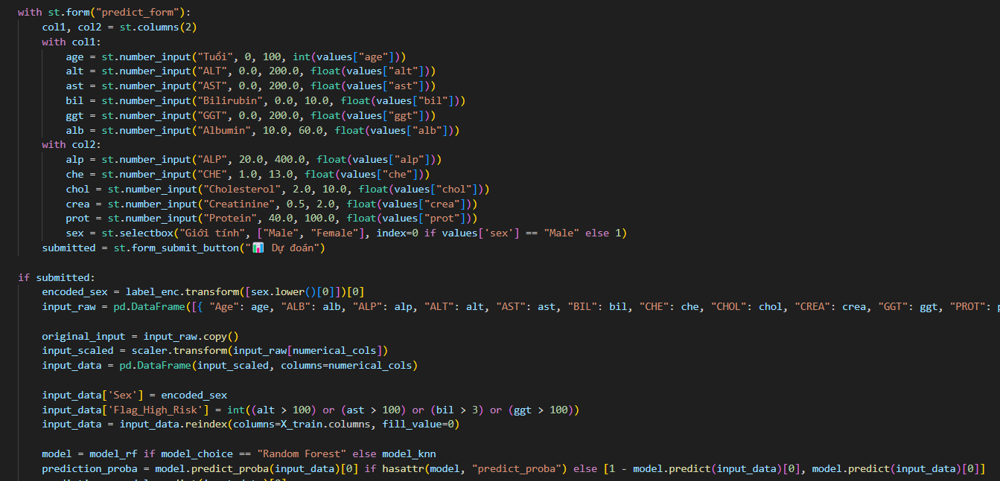 with st.form("predict_form"):
    col1, col2 = st.columns(2)
    with col1:
        age = st.number_input("Tuổi", 0, 100, int(values["age"]))
        alt = st.number_input("ALT", 0.0, 200.0, float(values["alt"]))
        ast = st.number_input("AST", 0.0, 200.0, float(values["ast"]))
        bil = st.number_input("Bilirubin", 0.0, 10.0, float(values["bil"]))
        ggt = st.number_input("GGT", 0.0, 200.0, float(values["ggt"]))
        alb = st.number_input("Albumin", 10.0, 60.0, float(values["alb"]))
    with col2:
        alp = st.number_input("ALP", 20.0, 400.0, float(values["alp"]))
        che = st.number_input("CHE", 1.0, 13.0, float(values["che"]))
        chol = st.number_input("Cholesterol", 2.0, 10.0, float(values["chol"]))
        crea = st.number_input("Creatinine", 0.5, 2.0, float(values["crea"]))
        prot = st.number_input("Protein", 40.0, 100.0, float(values["prot"]))
        sex = st.selectbox("Giới tính", ["Male", "Female"], index=0 if values['sex'] == "Male" else 1)
    submitted = st.form_submit_button("📊 Dự đoán")

if submitted:
    encoded_sex = label_enc.transform([sex.lower()[0]])[0]
    input_raw = pd.DataFrame([{ "Age": age, "ALB": alb, "ALP": alp, "ALT": alt, "AST": ast, "BIL": bil, "CHE": che, "CHOL": chol, "CREA": crea, "GGT": ggt, "PROT":

    original_input = input_raw.copy()
    input_scaled = scaler.transform(input_raw[numerical_cols])
    input_data = pd.DataFrame(input_scaled, columns=numerical_cols)

    input_data['Sex'] = encoded_sex
    input_data['Flag_High_Risk'] = int((alt > 100) or (ast > 100) or (bil > 3) or (ggt > 100))
    input_data = input_data.reindex(columns=X_train.columns, fill_value=0)

    model = model_rf if model_choice == "Random Forest" else model_knn
    prediction_proba = model.predict_proba(input_data)[0] if hasattr(model, "predict_proba") else [1 - model.predict(input_data)[0], model.predict(input_data)[0]]